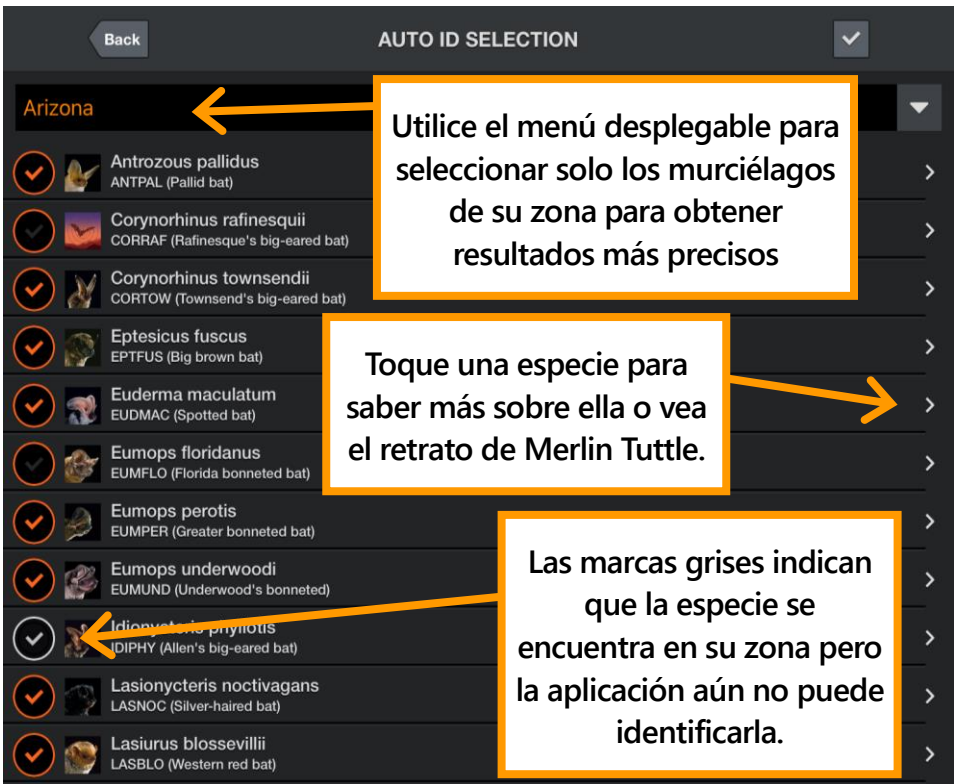 Back
AUTO ID SELECTION
Arizona
Utilice el menú desplegable para
seleccionar solo los murciélagos
de su zona para obtener
resultados más precisos
Antrozous pallidus
ANTPAL (Pallid bat)
Corynorhinus rafinesquii
CORRAF (Rafinesque's big-eared bat)
Corynorhinus townsendii
CORTOW (Townsend's big-eared bat)
Eptesicus fuscus
EPTFUS (Big brown bat)
Toque una especie para
saber más sobre ella o vea
el retrato de Merlin Tuttle.
Euderma maculatum
EUDMAC (Spotted bat)
Eumops floridanus
EUMFLO (Florida bonneted bat)
Eumops perotis
EUMPER (Greater bonneted bat)
Eumops underwoodi
EUMUND (Underwood's bonneted)
Las marcas grises indican
que la especie se
encuentra en su zona pero
la aplicación aún no puede
identificarla.
Idionycteris phyllotis
IDIPHY (Allen's big-eared bat)
Lasionycteris noctivagans
LASNOC (Silver-haired bat)
Lasiurus blossevillii
LASBLO (Western red bat)